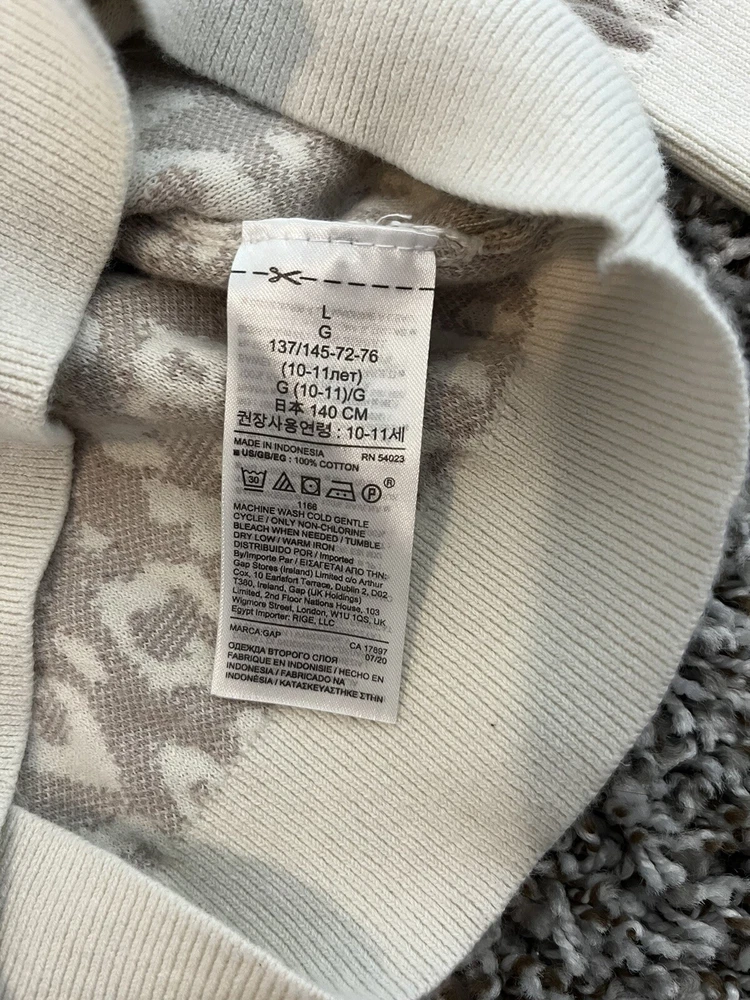 L
G
137/145-72-76
(10-11лет)
G (10-11)/G
日本 140 CM
권장사용연령 : 10-11세
MADE IN INDONESIA RN 54023
■ US/GB/EG : 100% COTTON
30 P ®
1166
MACHINE WASH COLD GENTLE
CYCLE / ONLY NON-CHLORINE
BLEACH WHEN NEEDED / TUMBLE
DRY LOW / WARM IRON
DISTRIBUIDO POR / Imported
By/Importe Par / ΕΙΣΑΓΕΤΑΙ ΑΠΟ ΤΗΝ:
Gap Stores (Ireland) Limited c/o Arthur
Cox, 10 Earlsfort Terrace, Dublin 2, D02
T380, Ireland, Gap (UK Holdings)
Limited, 2nd Floor Nations House, 103
Wigmore Street, London, W1U 1QS, UK
Egypt Importer: RIGE, LLC
MARCA:GAP CA 17897
07/20
ОДЕЖДА ВТОРОГО СЛОЯ
FABRIQUE EN INDONISIE / HECHO EN
INDONESIA / FABRICADO NA
INDONÉSIA / ΚΑΤΑΣΚΕΥΑΣΤΗΚΕ ΣΤΗΝ